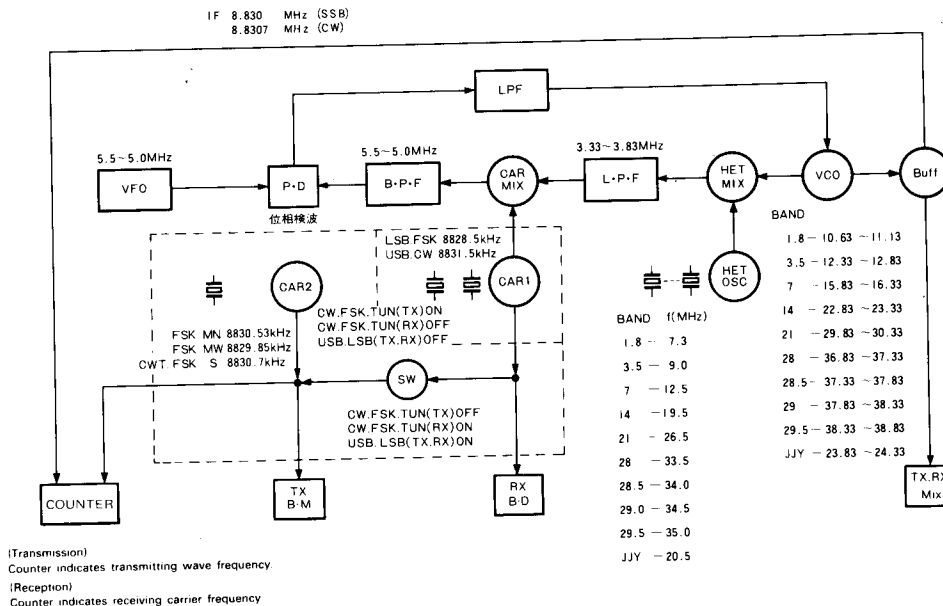 IF 8.830 MHz (SSB)
8.8307 MHz (CW)
LPF
5.5~5.0MHz
VFO
P·D
位相検波
5.5~5.0MHz
B·P·F
CAR
MIX
3.33~3.83MHz
L·P·F
HET
MIX
VCO
Buff
LSB.FSK 8828.5kHz
USB.CW 8831.5kHz
CAR2
CAR1
HET
OSC
CW.FSK.TUN(TX)ON
CW.FSK.TUN(RX)OFF
USB.LSB(TX.RX)OFF
FSK MN 8830.53kHz
FSK MW 8829.85kHz
CWT.FSK S 8830.7kHz
SW
CW.FSK.TUN(TX)OFF
CW.FSK.TUN(RX)ON
USB.LSB(TX.RX)ON
BAND f(MHz)
1.8 — 7.3
3.5 — 9.0
7 — 12.5
14 — 19.5
21 — 26.5
28 — 33.5
28.5 — 34.0
29.0 — 34.5
29.5 — 35.0
JJY — 20.5
BAND
1.8 — 10.63 ~ 11.13
3.5 — 12.33 ~ 12.83
7 — 15.83 ~ 16.33
14 — 22.83 ~ 23.33
21 — 29.83 ~ 30.33
28 — 36.83 ~ 37.33
28.5 — 37.33 ~ 37.83
29 — 37.83 ~ 38.33
29.5 — 38.33 ~ 38.83
JJY — 23.83 ~ 24.33
COUNTER
TX
B·M
RX
B·D
TX.RX
Mix
(Transmission)
Counter indicates transmitting wave frequency.
(Reception)
Counter indicates receiving carrier frequency